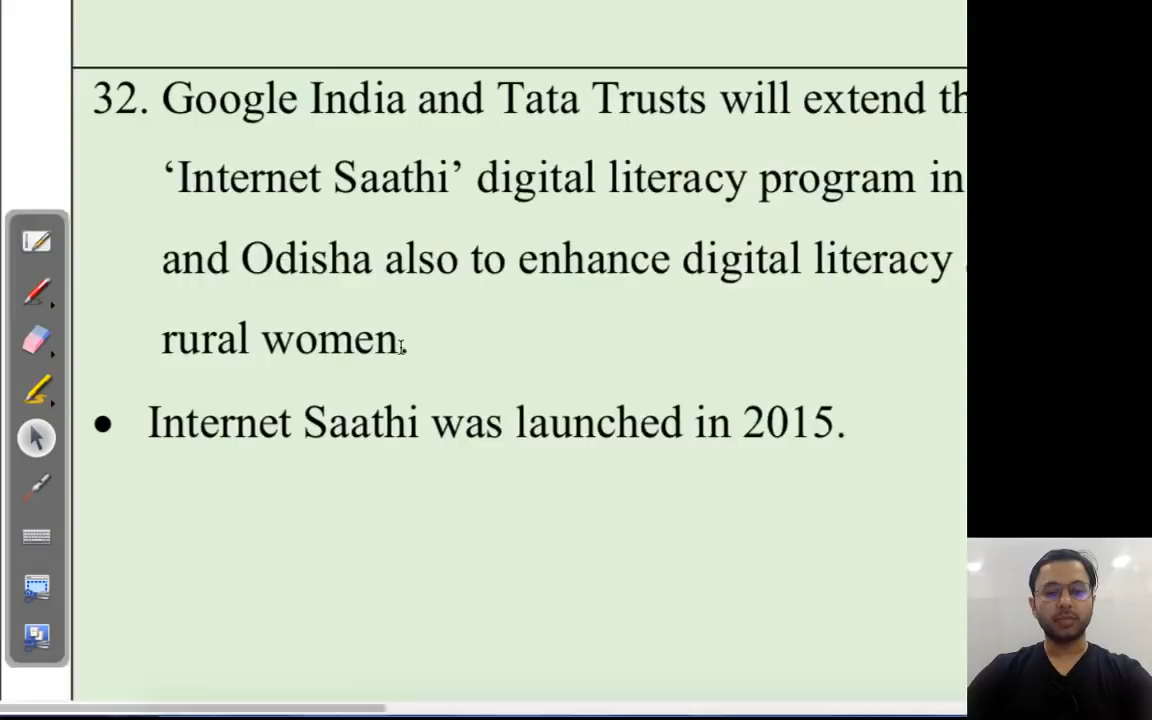 32. Google India and Tata Trusts will extend
‘Internet Saathi’ digital literacy program in
and Odisha also to enhance digital literacy
rural women.
• Internet Saathi was launched in 2015.